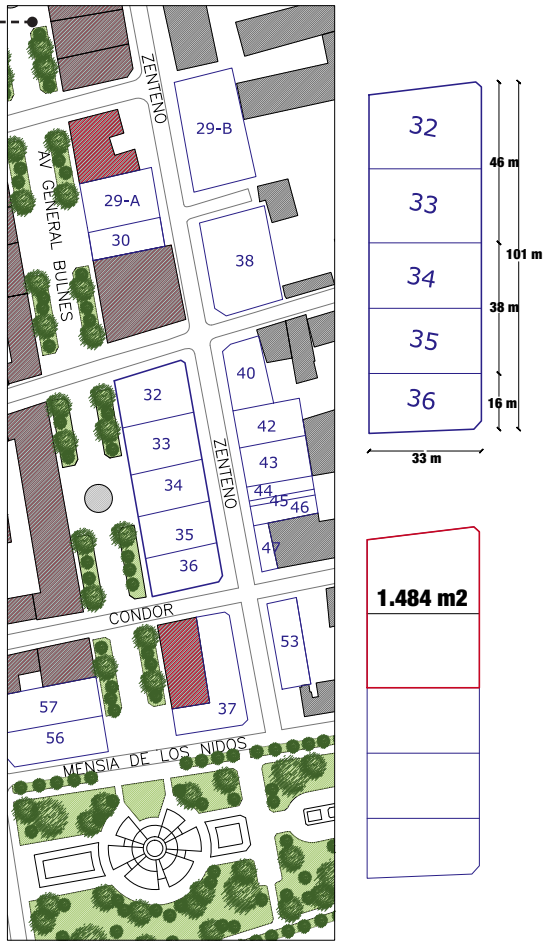 ZENTENO
29-B
AV GENERAL BULNES
29-A
30
38
32
40
33
42
ZENTENO
43
34
44
45
46
35
47
36
CONDOR
53
37
57
56
MENSIA DE LOS NIDOS
32
46 m
33
101 m
34
38 m
35
36
16 m
33 m
1.484 m2